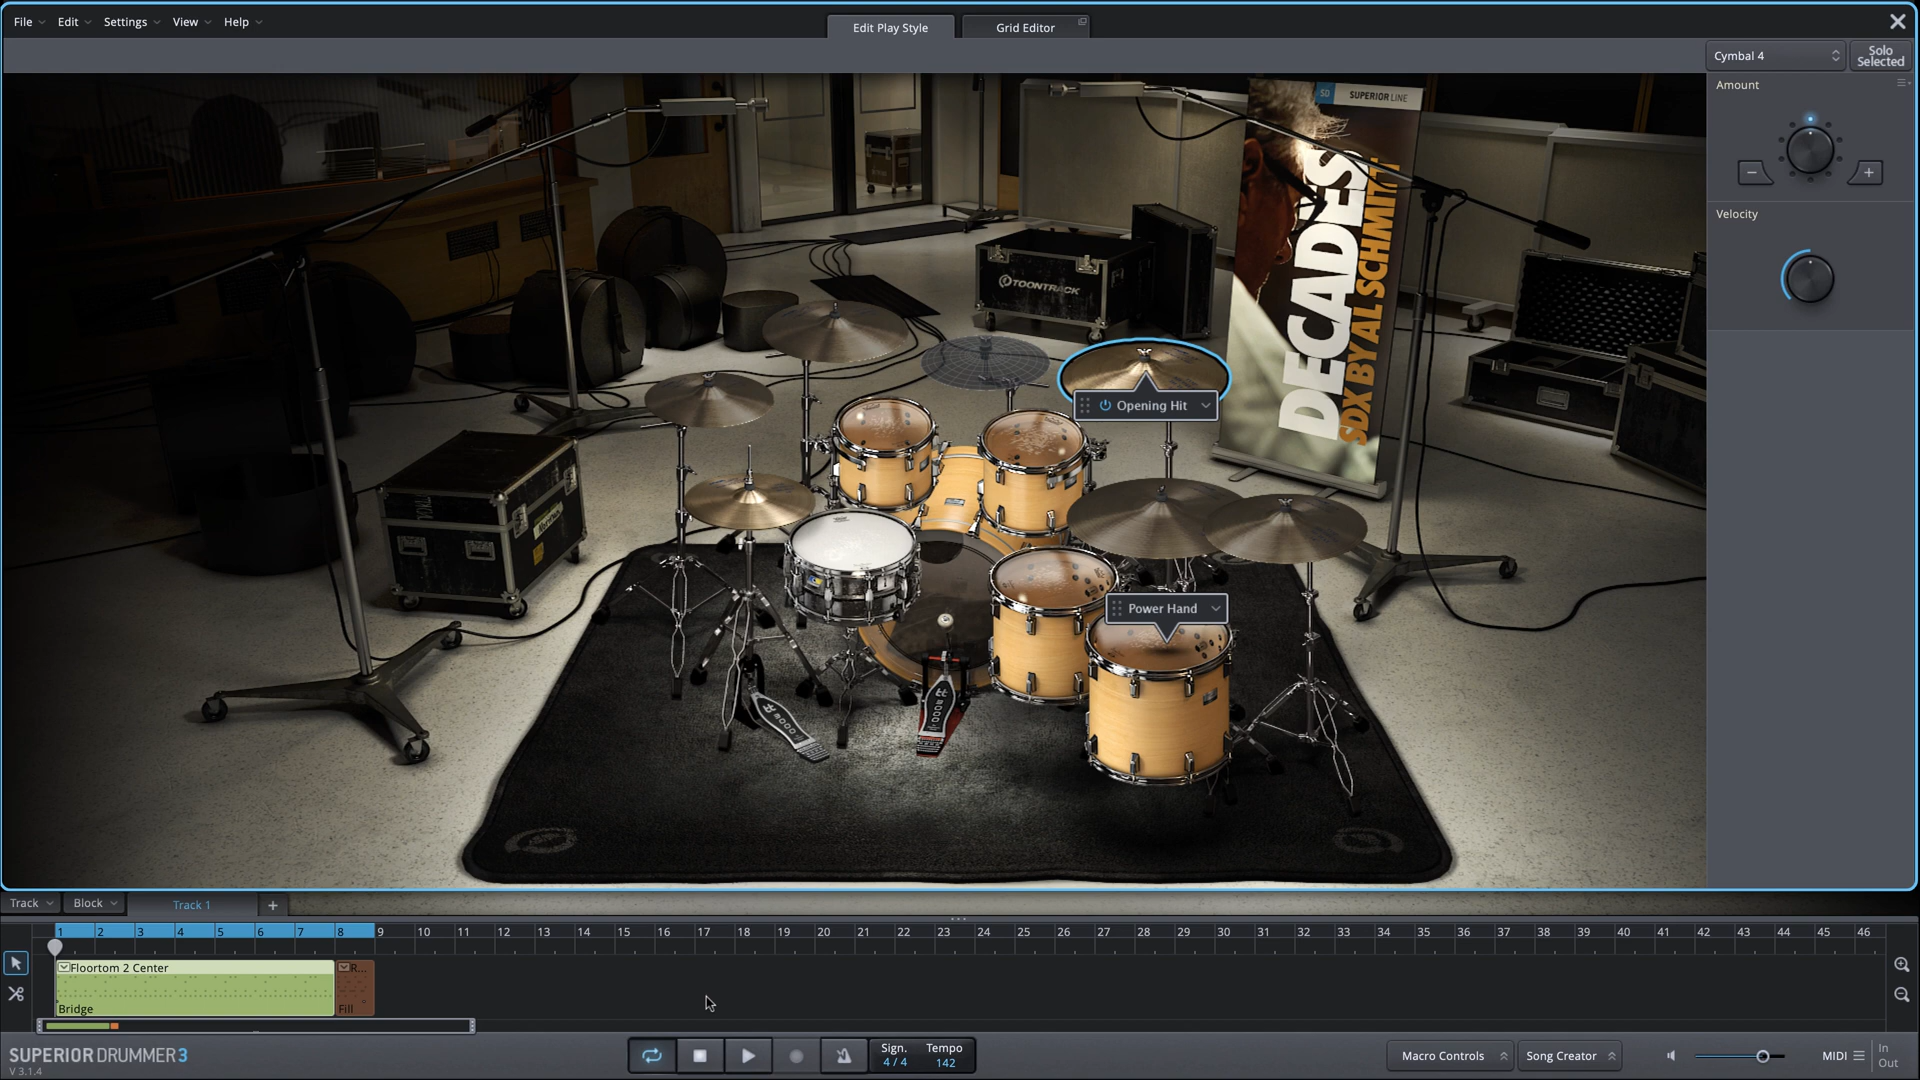 File Edit Settings View Help
Edit Play Style
Grid Editor
Cymbal 4
Solo
Selected
Amount
Velocity
SD SUPERIOR LINE
DECADES
SDX BY AL SCHMITT
TOONTRACK
Opening Hit
Power Hand
Track Block Track 1 +
1 2 3 4 5 6 7 8 9 10 11 12 13 14 15 16 17 18 19 20 21 22 23 24 25 26 27 28 29 30 31 32 33 34 35 36 37 38 39 40 41 42 43 44 45 46
Floortom 2 Center R...
Bridge Fill
SUPERIOR DRUMMER 3
V 3.1.4
Sign. Tempo
4 / 4 142
Macro Controls
Song Creator
MIDI
In
Out